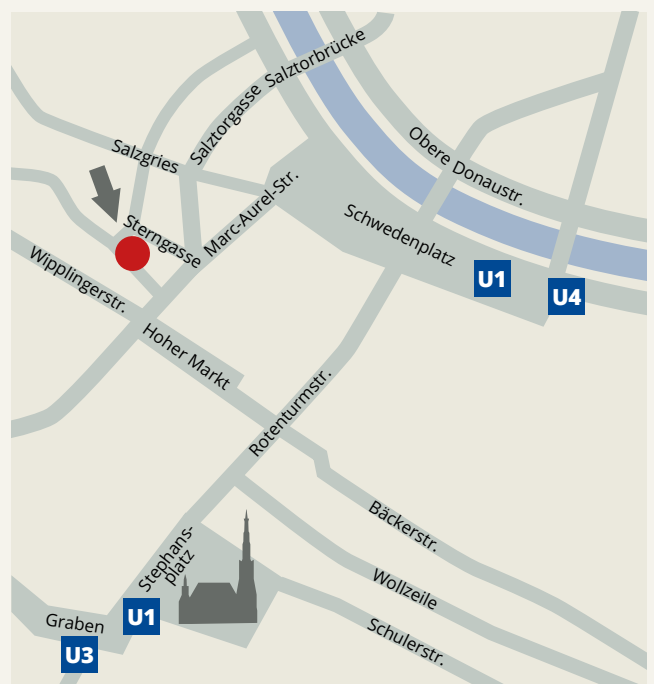 Salztorbrücke
Salztorgasse
Obere Donaustr.
Salzgries
Marc-Aurel-Str.
Sterngasse
Schwedenplatz
Wipplingerstr.
U1
U4
Hoher Markt
Rotenturmstr.
Bäckerstr.
Stephans-
platz
Wollzeile
U1
Graben
Schulerstr.
U3